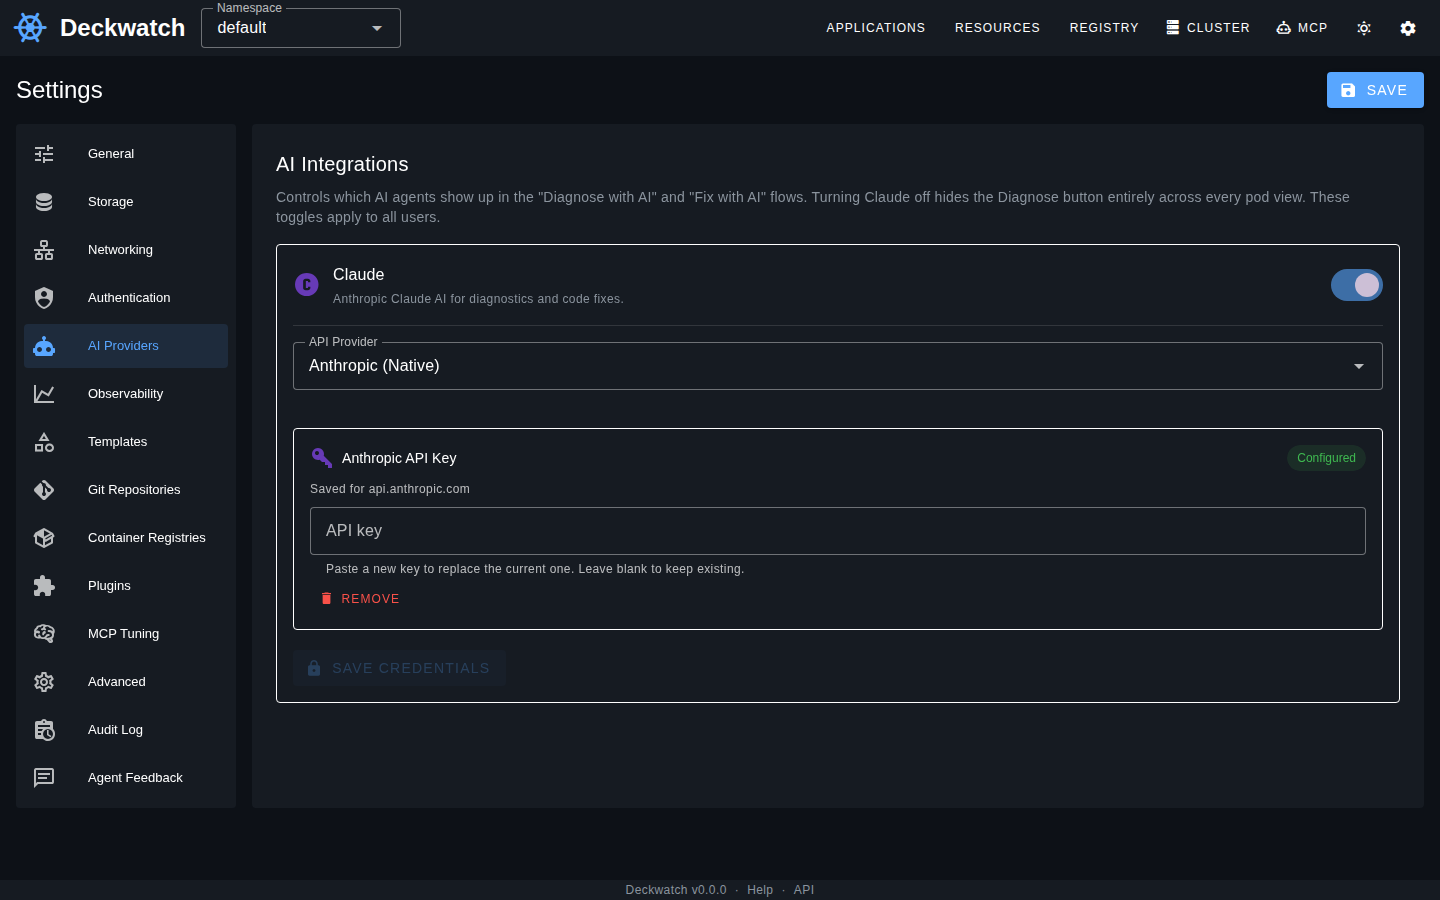 Deckwatch
Namespace
default
APPLICATIONS
RESOURCES
REGISTRY
CLUSTER
MCP
Settings
SAVE
General
Storage
Networking
Authentication
AI Providers
Observability
Templates
Git Repositories
Container Registries
Plugins
MCP Tuning
Advanced
Audit Log
Agent Feedback
AI Integrations
Controls which AI agents show up in the "Diagnose with AI" and "Fix with AI" flows. Turning Claude off hides the Diagnose button entirely across every pod view. These
toggles apply to all users.
C
Claude
Anthropic Claude AI for diagnostics and code fixes.
API Provider
Anthropic (Native)
Anthropic API Key
Configured
Saved for api.anthropic.com
API key
Paste a new key to replace the current one. Leave blank to keep existing.
REMOVE
SAVE CREDENTIALS
Deckwatch v0.0.0 · Help · API